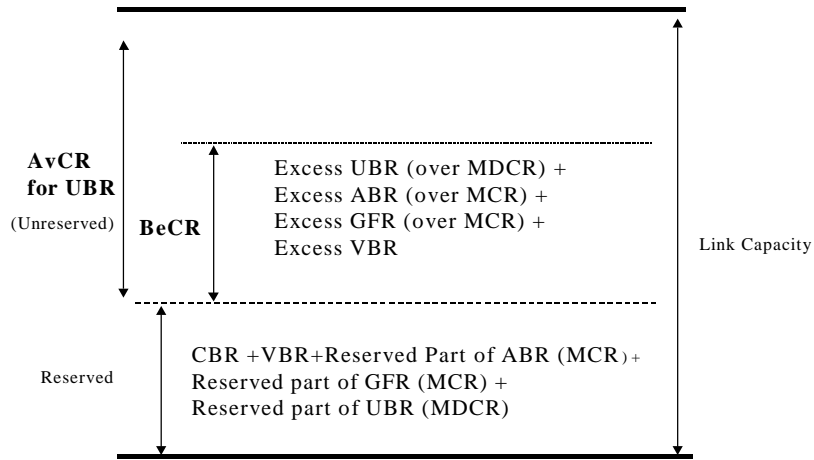 AvCR
for UBR
(Unreserved)
BeCR
Excess UBR (over MDCR) +
Excess ABR (over MCR) +
Excess GFR (over MCR) +
Excess VBR
Link Capacity
Reserved
CBR +VBR+Reserved Part of ABR (MCR) +
Reserved part of GFR (MCR) +
Reserved part of UBR (MDCR)